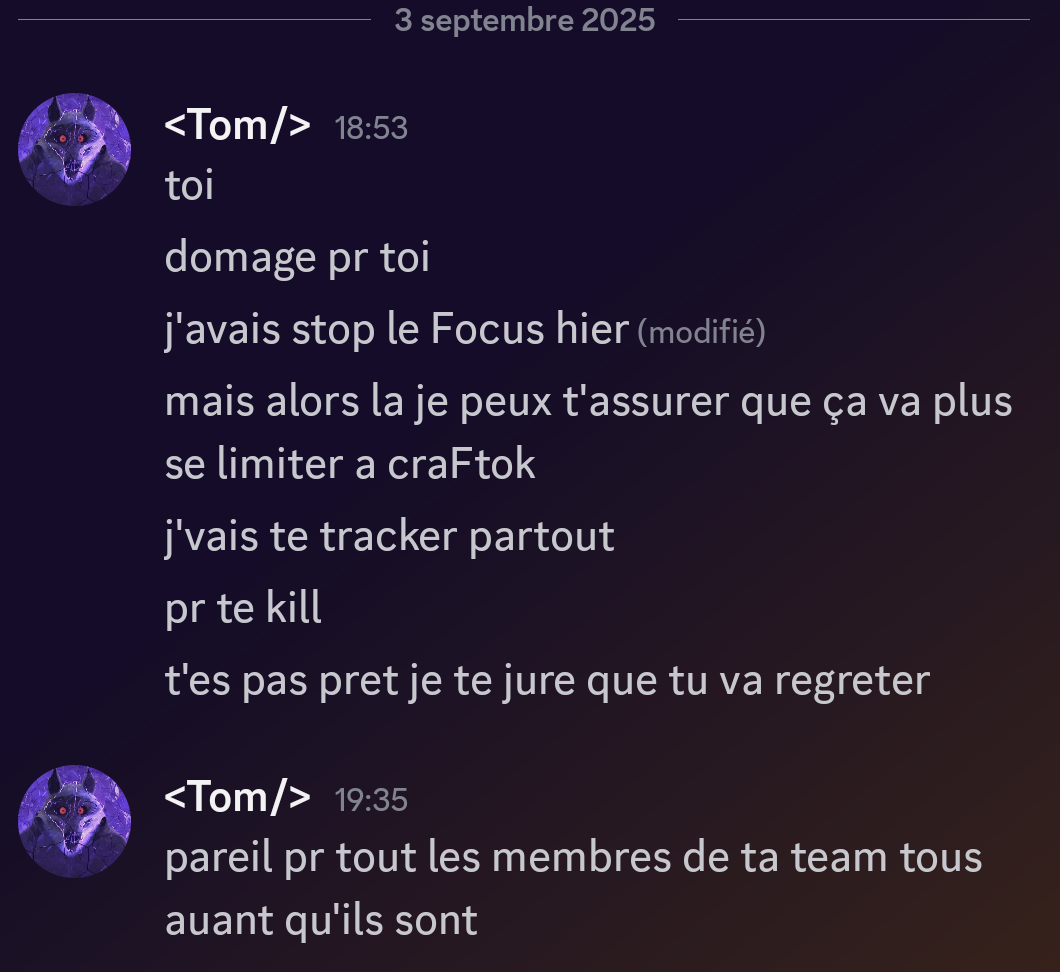 3 septembre 2025
<Tom/> 18:53
toi
domage pr toi
j'avais stop le Focus hier (modifié)
mais alors la je peux t'assurer que ça va plus
se limiter a craFtok
j'vais te tracker partout
pr te kill
t'es pas pret je te jure que tu va regreter
<Tom/> 19:35
pareil pr tout les membres de ta team tous
auant qu'ils sont